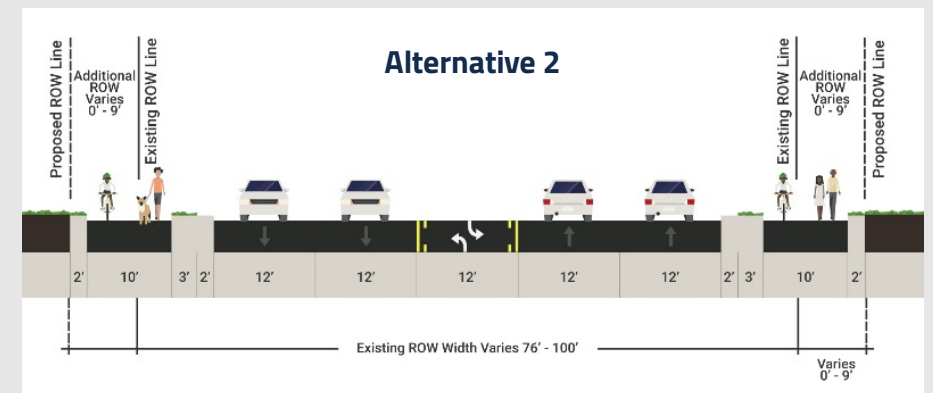 Alternative 2
Proposed ROW Line
Additional
ROW
Varies
0' - 9'
Existing ROW Line
Existing ROW Line
Additional
ROW
Varies
0' - 9'
Proposed ROW Line
2' 10' 3' 2' 12' 12' 12' 12' 12' 2' 3' 10' 2'
Existing ROW Width Varies 76' - 100'
Varies
0' - 9'